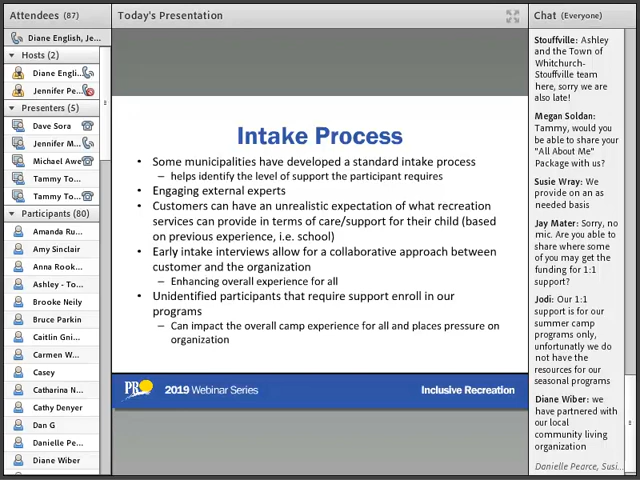 Attendees (87)
Diane English, Je...
Hosts (2)
Diane Engli...
Jennifer Pe...
Presenters (5)
Dave Sora
Jennifer M...
Michael Awe
Tammy To...
Tammy To...
Participants (80)
Amanda Ru...
Amy Sinclair
Anna Rook...
Ashley - To...
Brooke Neily
Bruce Parkin
Caitlin Gni...
Carmen W...
Casey
Catharina N...
Cathy Denyer
Dan G
Danielle Pe...
Diane Wiber
Today's Presentation
Intake Process
• Some municipalities have developed a standard intake process
– helps identify the level of support the participant requires
• Engaging external experts
• Customers can have an unrealistic expectation of what recreation
services can provide in terms of care/support for their child (based
on previous experience, i.e. school)
• Early intake interviews allow for a collaborative approach between
customer and the organization
– Enhancing overall experience for all
• Unidentified participants that require support enroll in our
programs
– Can impact the overall camp experience for all and places pressure on
organization
PRO
2019 Webinar Series
Inclusive Recreation
Chat (Everyone)
Stouffville: Ashley
and the Town of
Whitchurch-
Stouffville team
here, sorry we are
also late!
Megan Soldan:
Tammy, would you
be able to share your
"All About Me"
Package with us?
Susie Wray: We
provide on an as
needed basis
Jay Mater: Sorry, no
mic. Are you able to
share where some
of you may get the
funding for 1:1
support?
Jodi: Our 1:1
support is for our
summer camp
programs only,
unfortunatly we do
not have the
resources for our
seasonal programs
Diane Wiber: we
have partnered with
our local
community living
organization
Danielle Pearce, Susi...